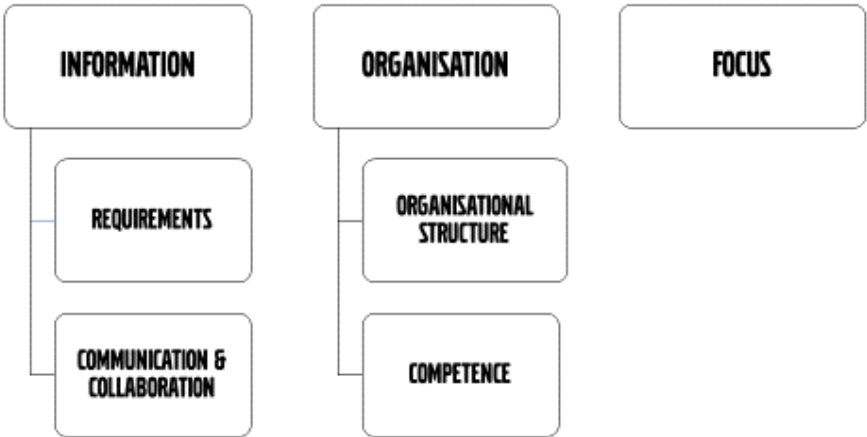 INFORMATION
ORGANISATION
FOCUS
REQUIREMENTS
ORGANISATIONAL
STRUCTURE
COMMUNICATION &
COLLABORATION
COMPETENCE